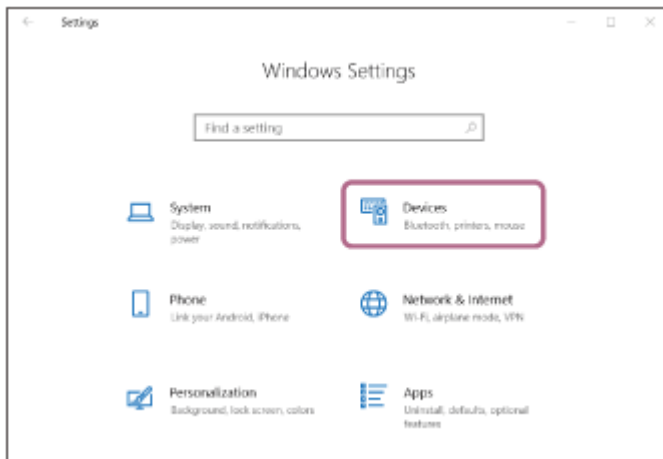 Settings
Windows Settings
Find a setting
System
Display, sound, notifications,
power
Devices
Bluetooth, printers, mouse
Phone
Link your Android, iPhone
Network & Internet
Wi-Fi, airplane mode, VPN
Personalization
Background, lock screen, colors
Apps
Uninstall, defaults, optional
features